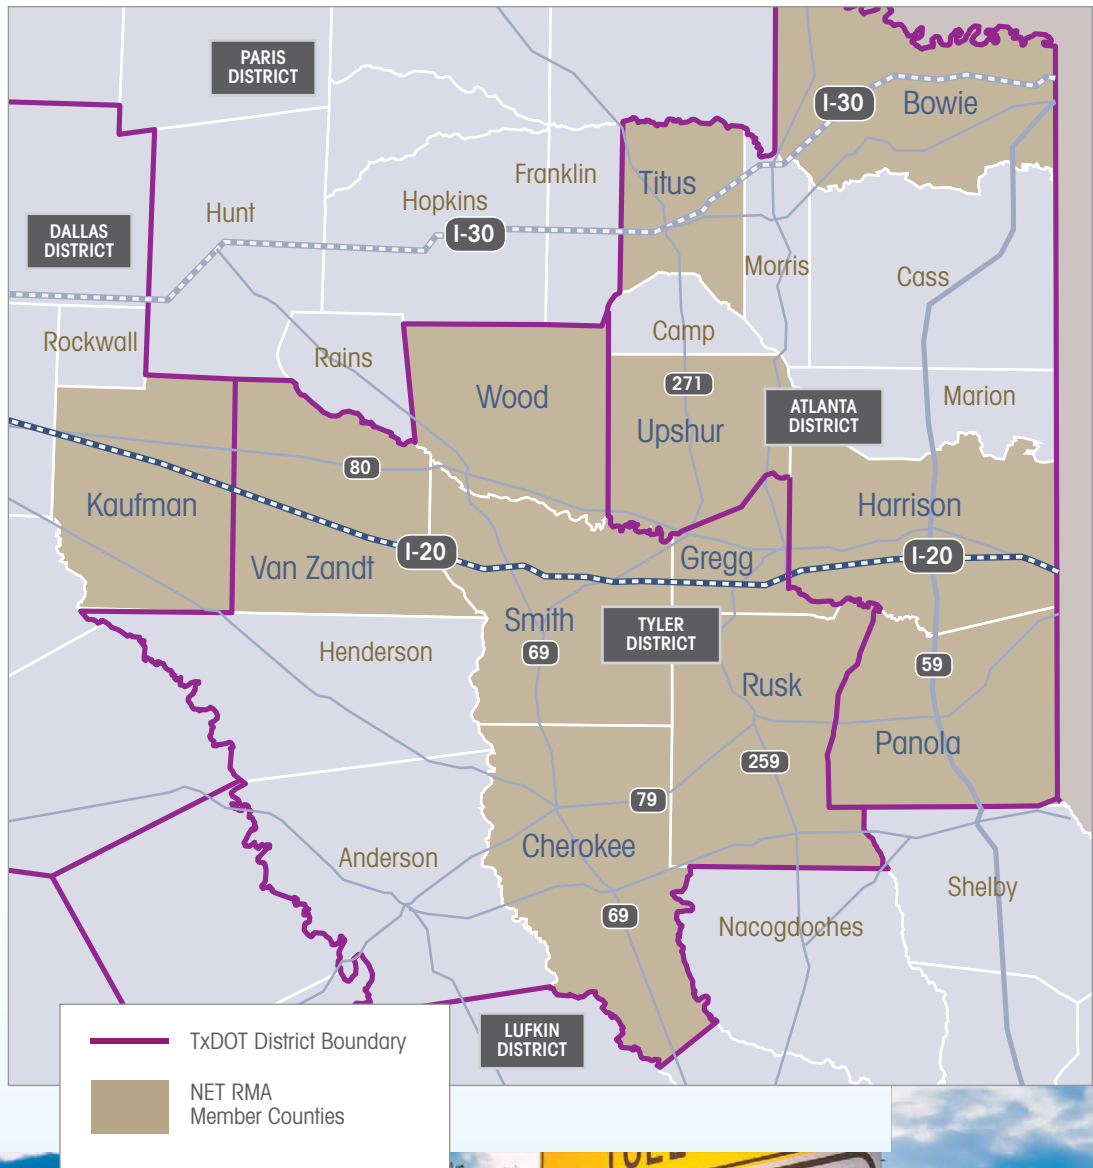 PARIS
DISTRICT
I-30
Bowie
Franklin
Titus
Hopkins
Hunt
DALLAS
DISTRICT
I-30
Morris
Cass
Rockwall
Rains
Camp
Wood
271
Marion
ATLANTA
DISTRICT
Upshur
80
Kaufman
Harrison
I-20
Van Zandt
Gregg
I-20
Smith
TYLER
DISTRICT
Henderson
69
59
Rusk
Panola
259
79
Cherokee
Anderson
Shelby
69
Nacogdoches
LUFKIN
DISTRICT
TxDOT District Boundary
NET RMA
Member Counties